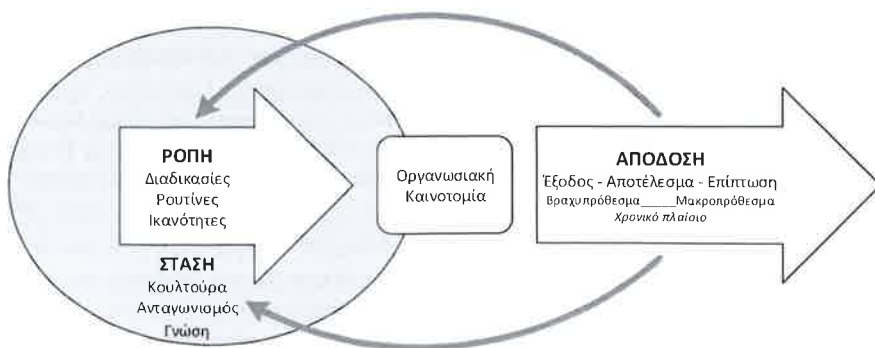 ΡΟΠΗ
Διαδικασίες
Ρουτίνες
Ικανότητες
ΣΤΑΣΗ
Κουλτούρα
Ανταγωνισμός
Γνώση
Οργανωσιακή
Καινοτομία
ΑΠΟΔΟΣΗ
Έξοδος - Αποτέλεσμα - Επίπτωση
Βραχυπρόθεσμα_____Μακροπρόθεσμα
Χρονικό πλαίσιο